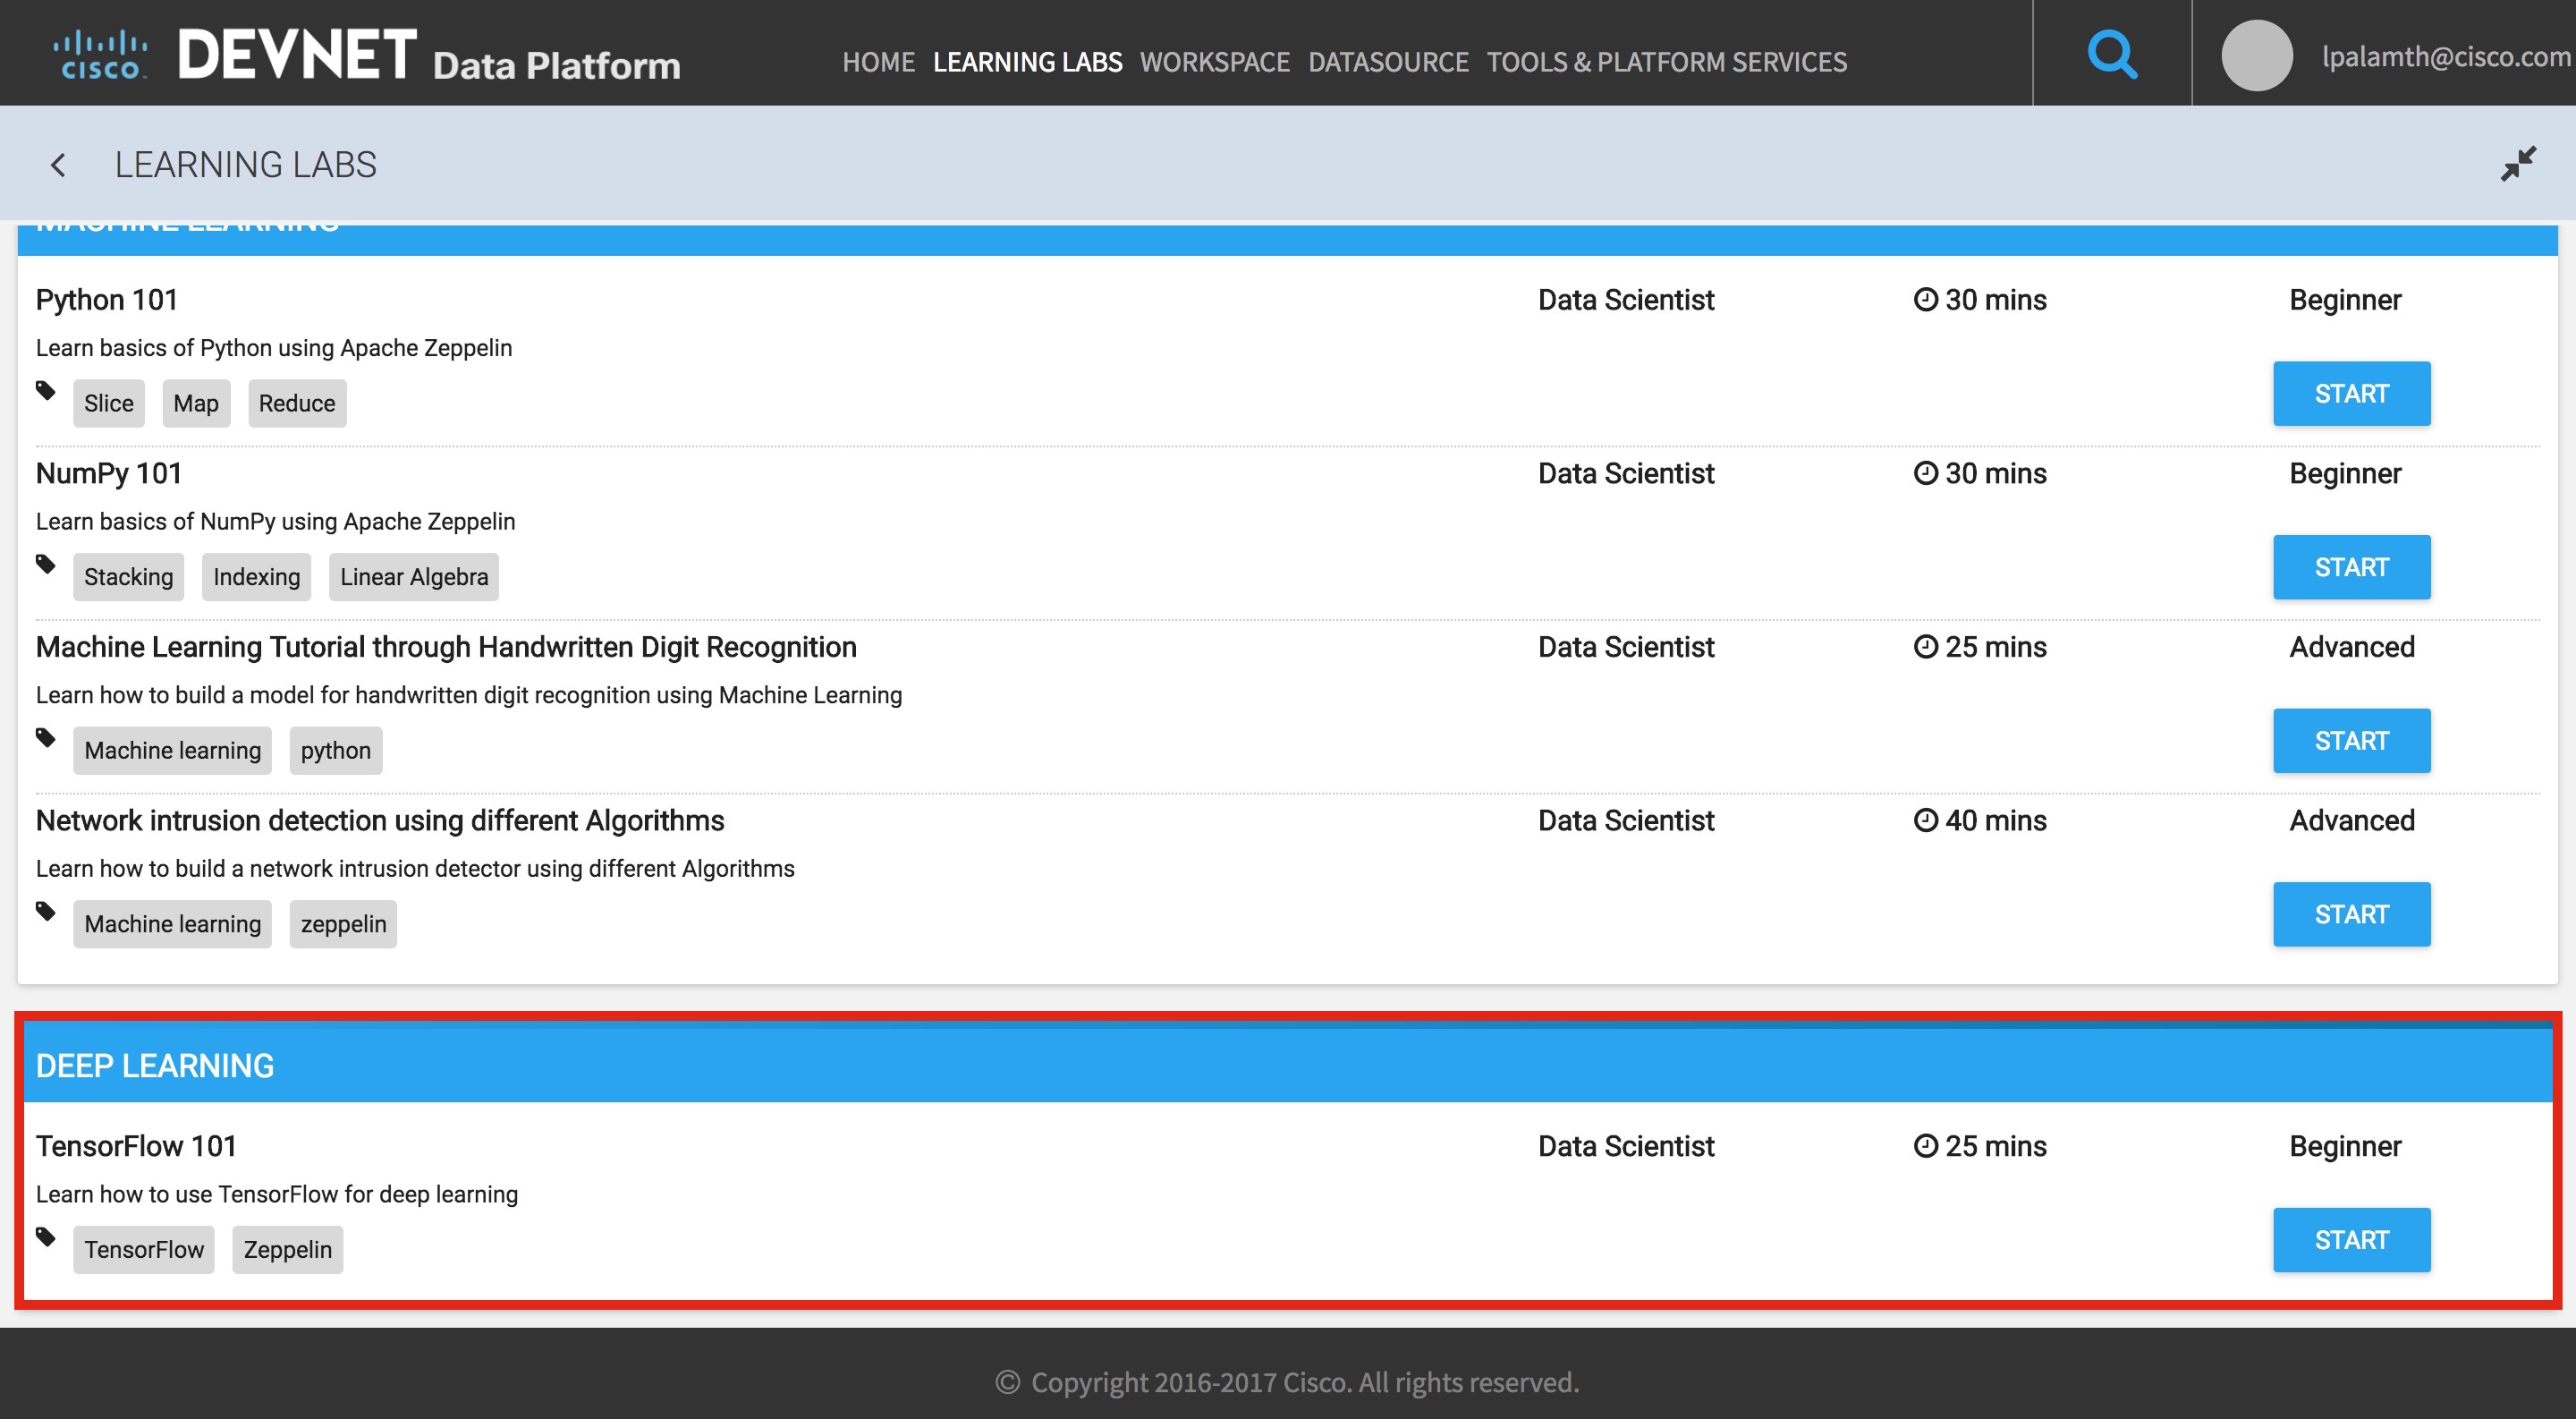 CISCO DEVNET Data Platform HOME LEARNING LABS WORKSPACE DATASOURCE TOOLS & PLATFORM SERVICES lpalamth@cisco.com
LEARNING LABS
MACHINE LEARNING
Python 101 Data Scientist 30 mins Beginner
Learn basics of Python using Apache Zeppelin
Slice Map Reduce START
NumPy 101 Data Scientist 30 mins Beginner
Learn basics of NumPy using Apache Zeppelin
Stacking Indexing Linear Algebra START
Machine Learning Tutorial through Handwritten Digit Recognition Data Scientist 25 mins Advanced
Learn how to build a model for handwritten digit recognition using Machine Learning
Machine learning python START
Network intrusion detection using different Algorithms Data Scientist 40 mins Advanced
Learn how to build a network intrusion detector using different Algorithms
Machine learning zeppelin START
DEEP LEARNING
TensorFlow 101 Data Scientist 25 mins Beginner
Learn how to use TensorFlow for deep learning
TensorFlow Zeppelin START
© Copyright 2016-2017 Cisco. All rights reserved.